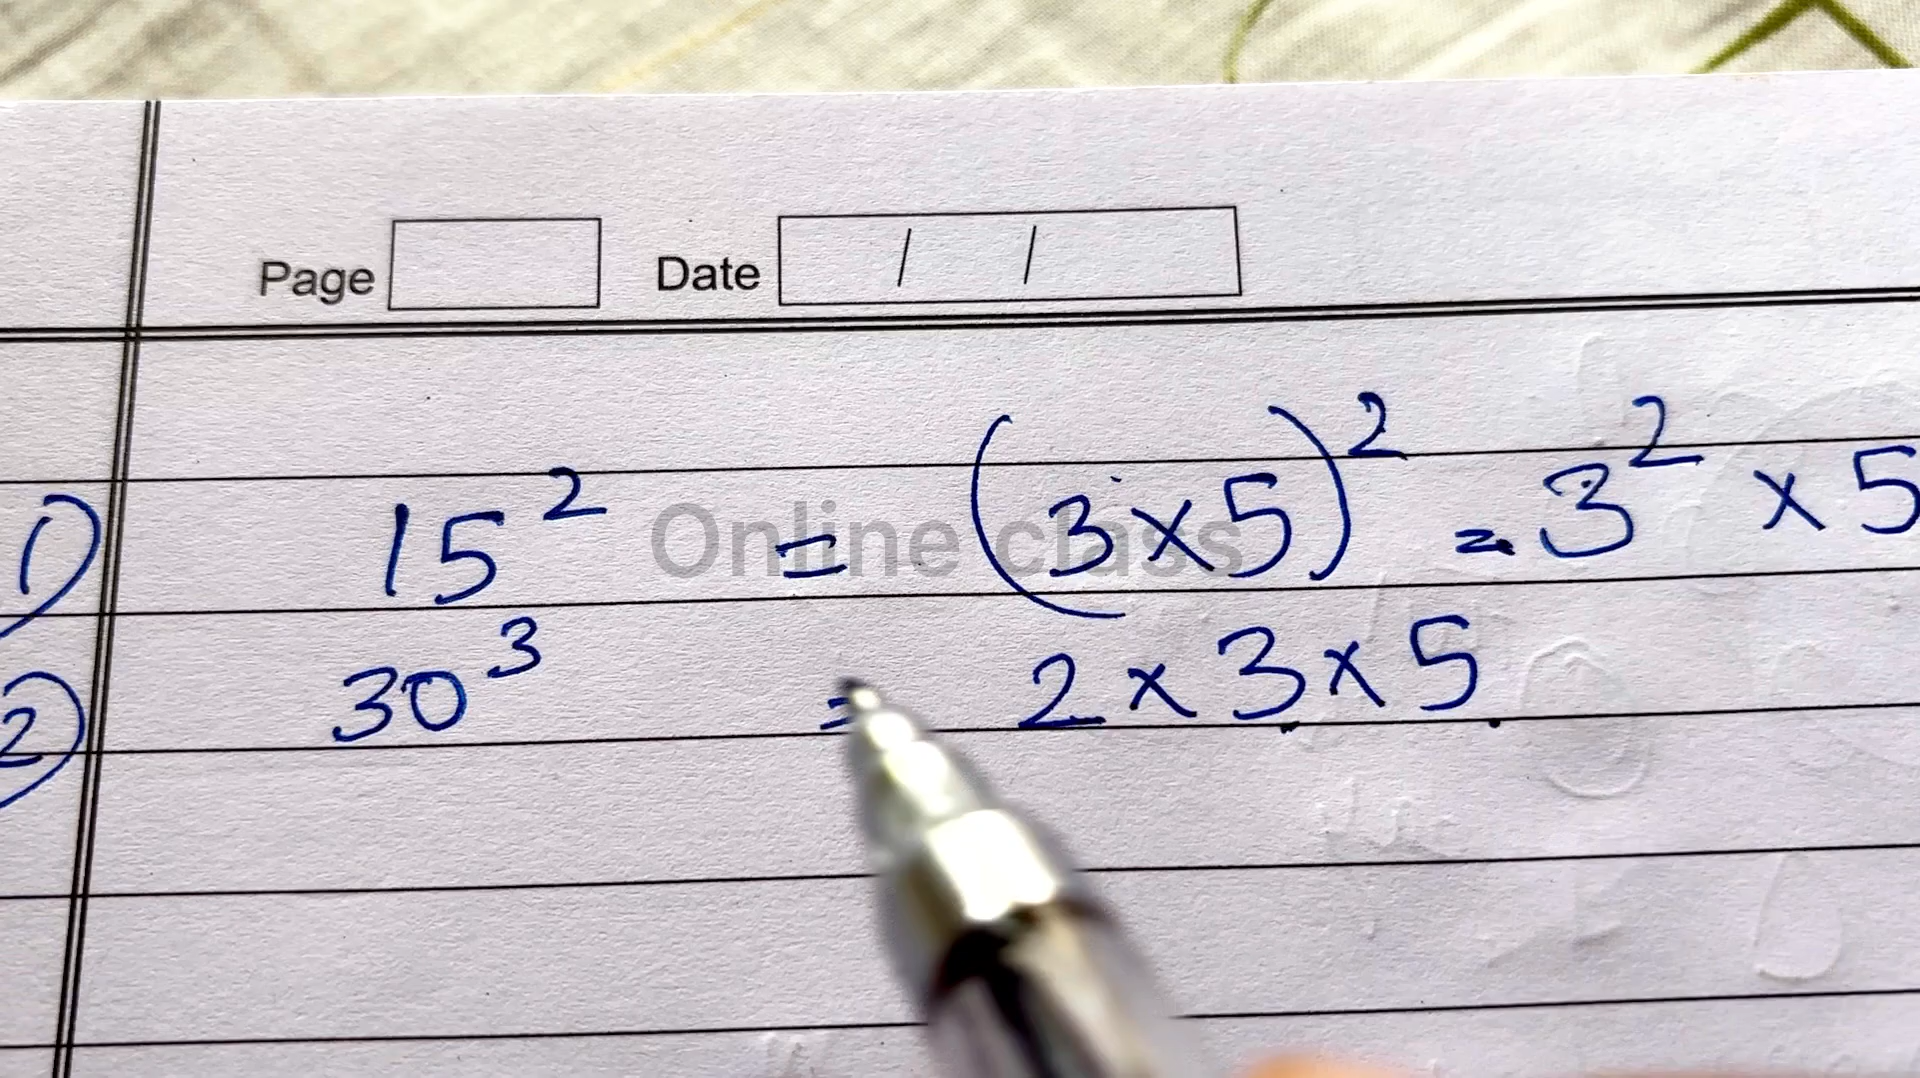 Page Date / /
1) 15² = (3×5)² = 3² × 5
Online class
2) 30³ = 2 × 3 × 5